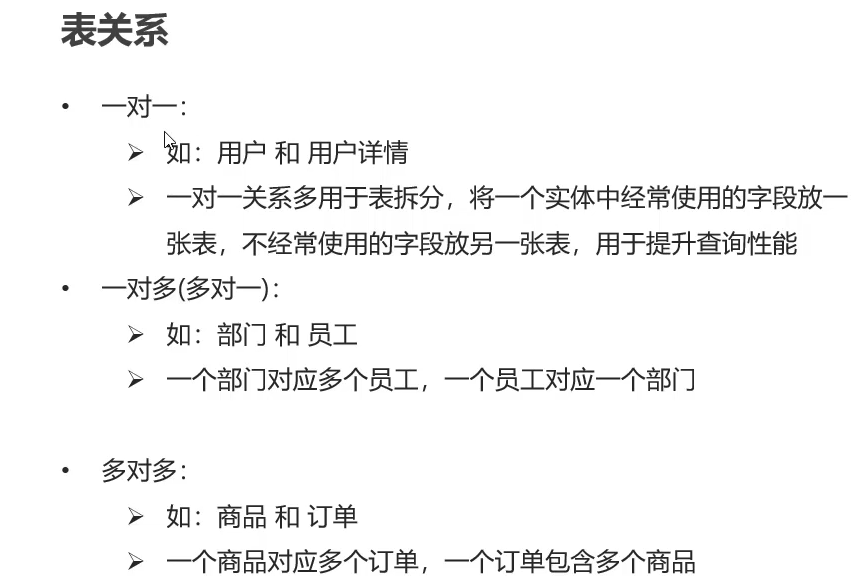 表关系
• 一对一：
➢ 如：用户 和 用户详情
➢ 一对一关系多用于表拆分，将一个实体中经常使用的字段放一
张表，不经常使用的字段放另一张表，用于提升查询性能
• 一对多(多对一)：
➢ 如：部门 和 员工
➢ 一个部门对应多个员工，一个员工对应一个部门
• 多对多：
➢ 如：商品 和 订单
➢ 一个商品对应多个订单，一个订单包含多个商品